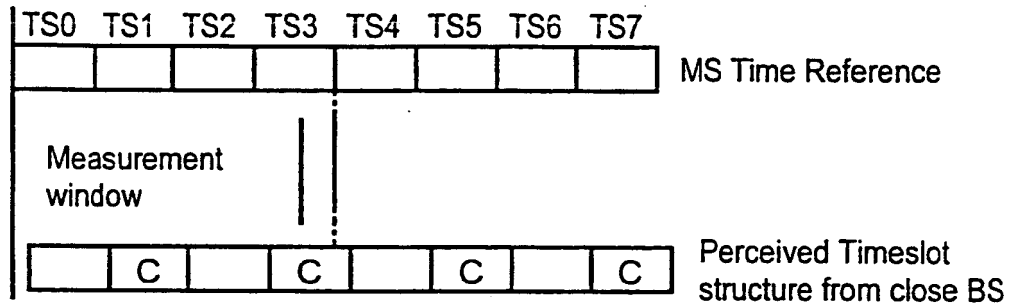 TS0 TS1 TS2 TS3 TS4 TS5 TS6 TS7
MS Time Reference
Measurement
window
C C C C
Perceived Timeslot
structure from close BS